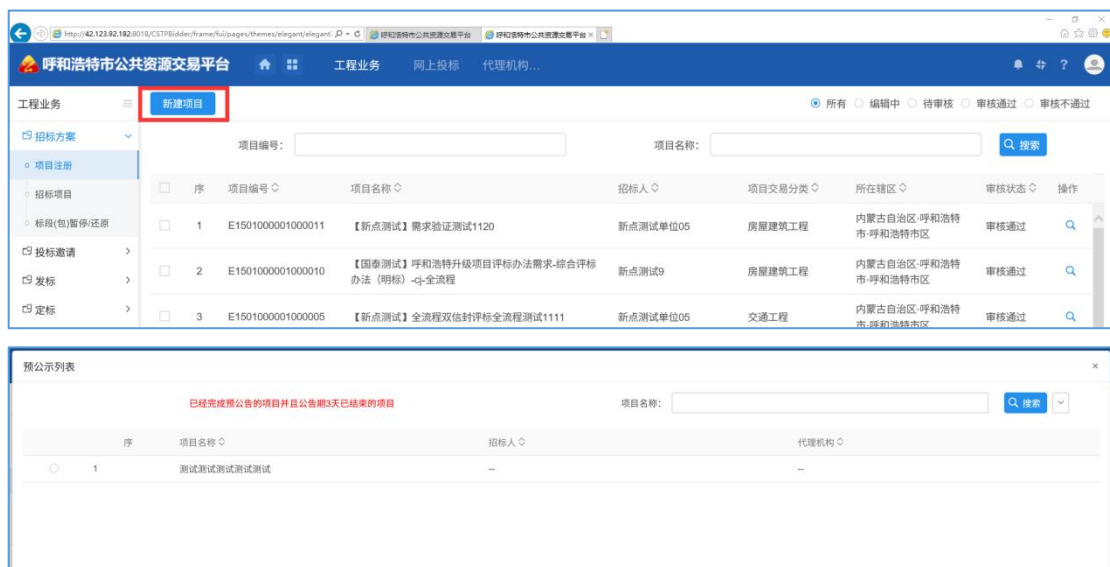 http://42.123.92.182:8018/CSTPBidder/frame/fui/pages/themes/elegant/elegant 呼和浩特市公共资源交易平台 呼和浩特市公共资源交易平台
呼和浩特市公共资源交易平台 工程业务 网上投标 代理机构...
工程业务 新建项目 所有 编辑中 待审核 审核通过 审核不通过
招标方案 项目编号: 项目名称: 搜索
项目注册
招标项目 序 项目编号 项目名称 招标人 项目交易分类 所在辖区 审核状态 操作
标段(包)暂停/还原 1 E1501000001000011 【新点测试】需求验证测试1120 新点测试单位05 房屋建筑工程 内蒙古自治区·呼和浩特 审核通过
市·呼和浩特市区
投标邀请
发标 2 E1501000001000010 【国泰测试】呼和浩特升级项目评标办法需求-综合评标 新点测试9 房屋建筑工程 内蒙古自治区·呼和浩特 审核通过
办法（明标）-cj-全流程 市·呼和浩特市区
定标 3 E1501000001000005 【新点测试】全流程双信封评标全流程测试1111 新点测试单位05 交通工程 内蒙古自治区·呼和浩特 审核通过
市·呼和浩特市区
预公示列表
已经完成预公告的项目并且公告期3天已结束的项目 项目名称: 搜索
序 项目名称 招标人 代理机构
1 测试测试测试测试测试 -- --